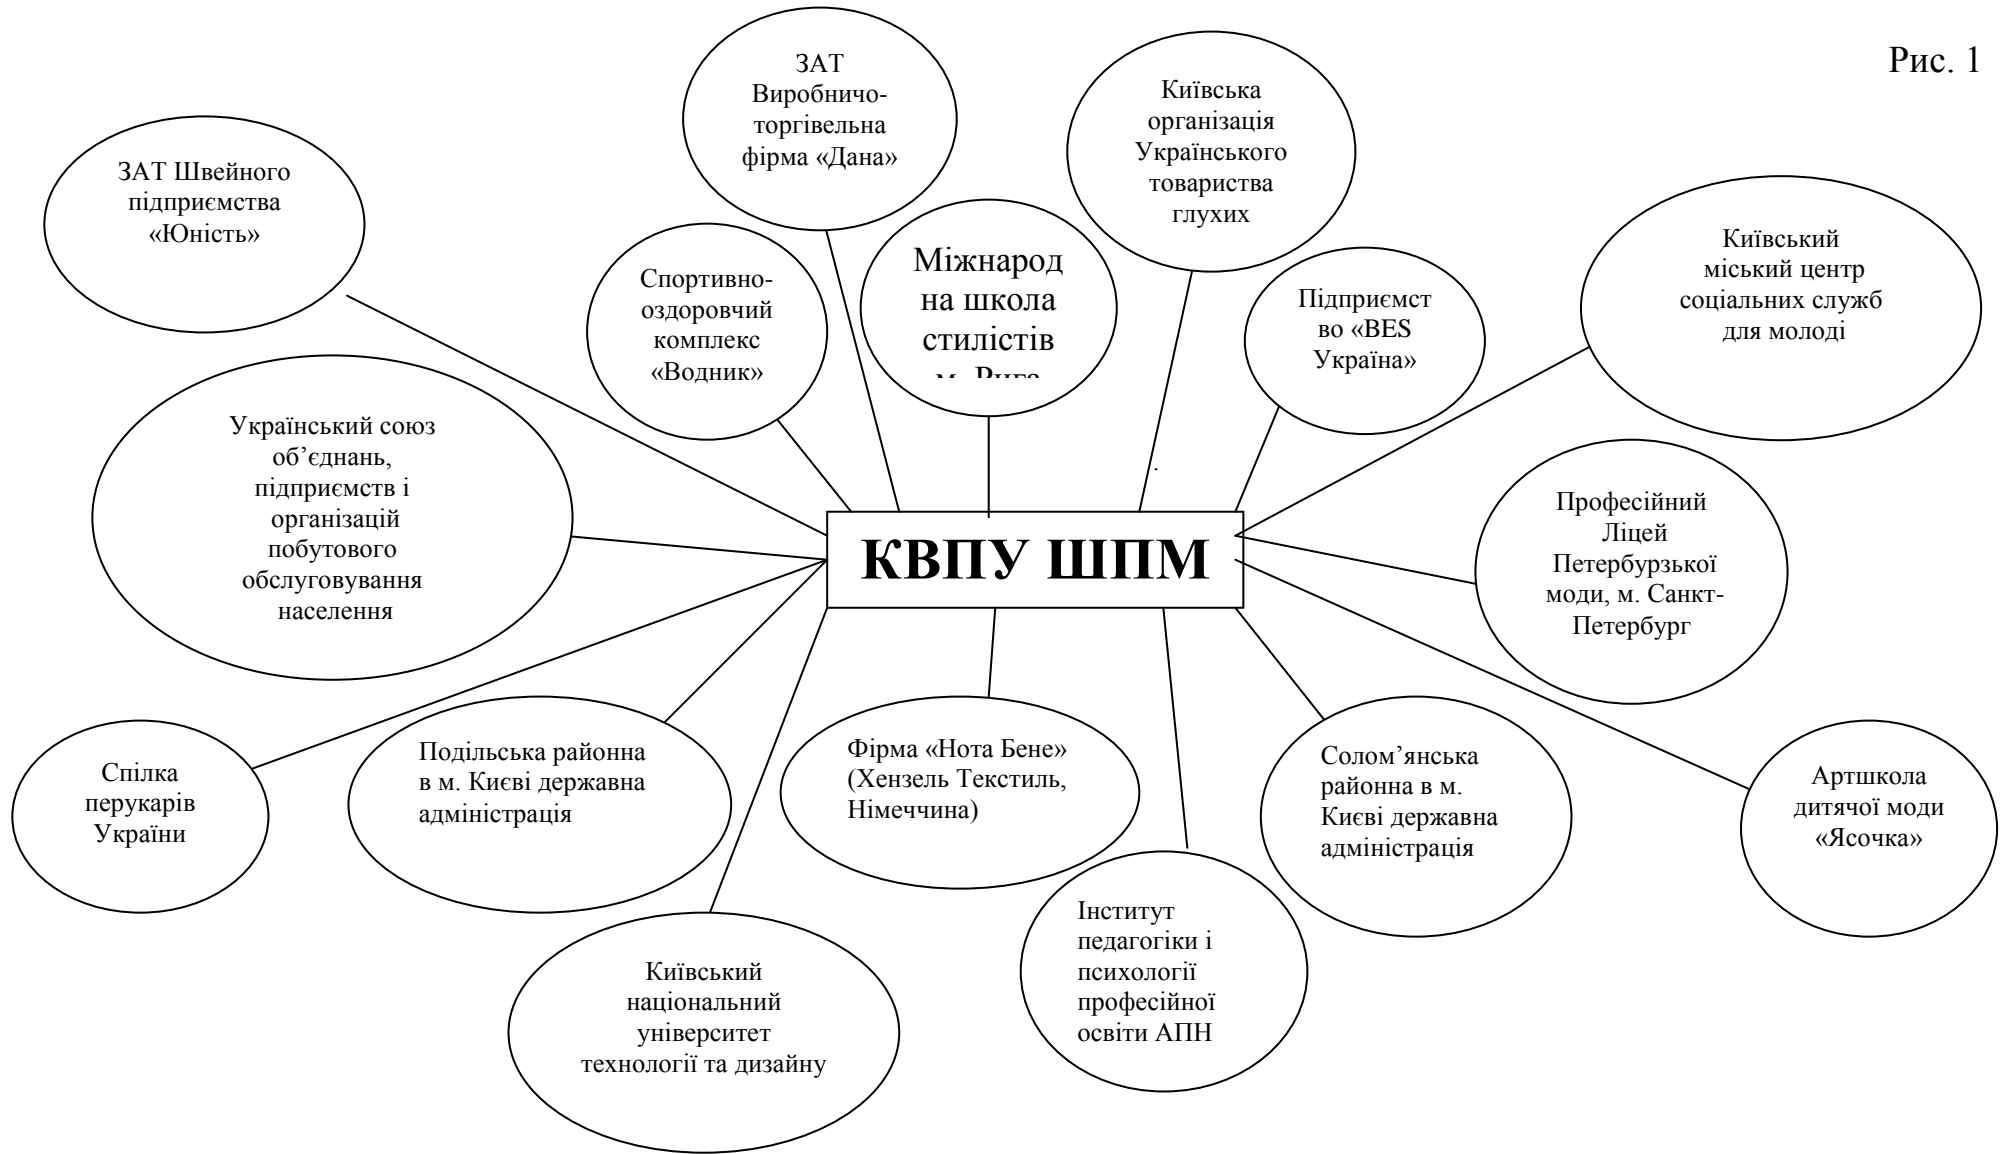 Рис. 1
ЗАТ
Виробничо-
торгівельна
фірма «Дана»
Київська
організація
Українського
товариства
глухих
ЗАТ Швейного
підприємства
«Юність»
Спортивно-
оздоровчий
комплекс
«Водник»
Міжнарод
на школа
стилістів
м. Рига
Підприємст
во «BES
Україна»
Київський
міський центр
соціальних служб
для молоді
Український союз
об’єднань,
підприємств і
організацій
побутового
обслуговування
населення
КВПУ ШПМ
Професійний
Ліцей
Петербурзької
моди, м. Санкт-
Петербург
Спілка
перукарів
України
Подільська районна
в м. Києві державна
адміністрація
Фірма «Нота Бене»
(Хензель Текстиль,
Німеччина)
Солом’янська
районна в м.
Києві державна
адміністрація
Артшкола
дитячої моди
«Ясочка»
Київський
національний
університет
технології та дизайну
Інститут
педагогіки і
психології
професійної
освіти АПН